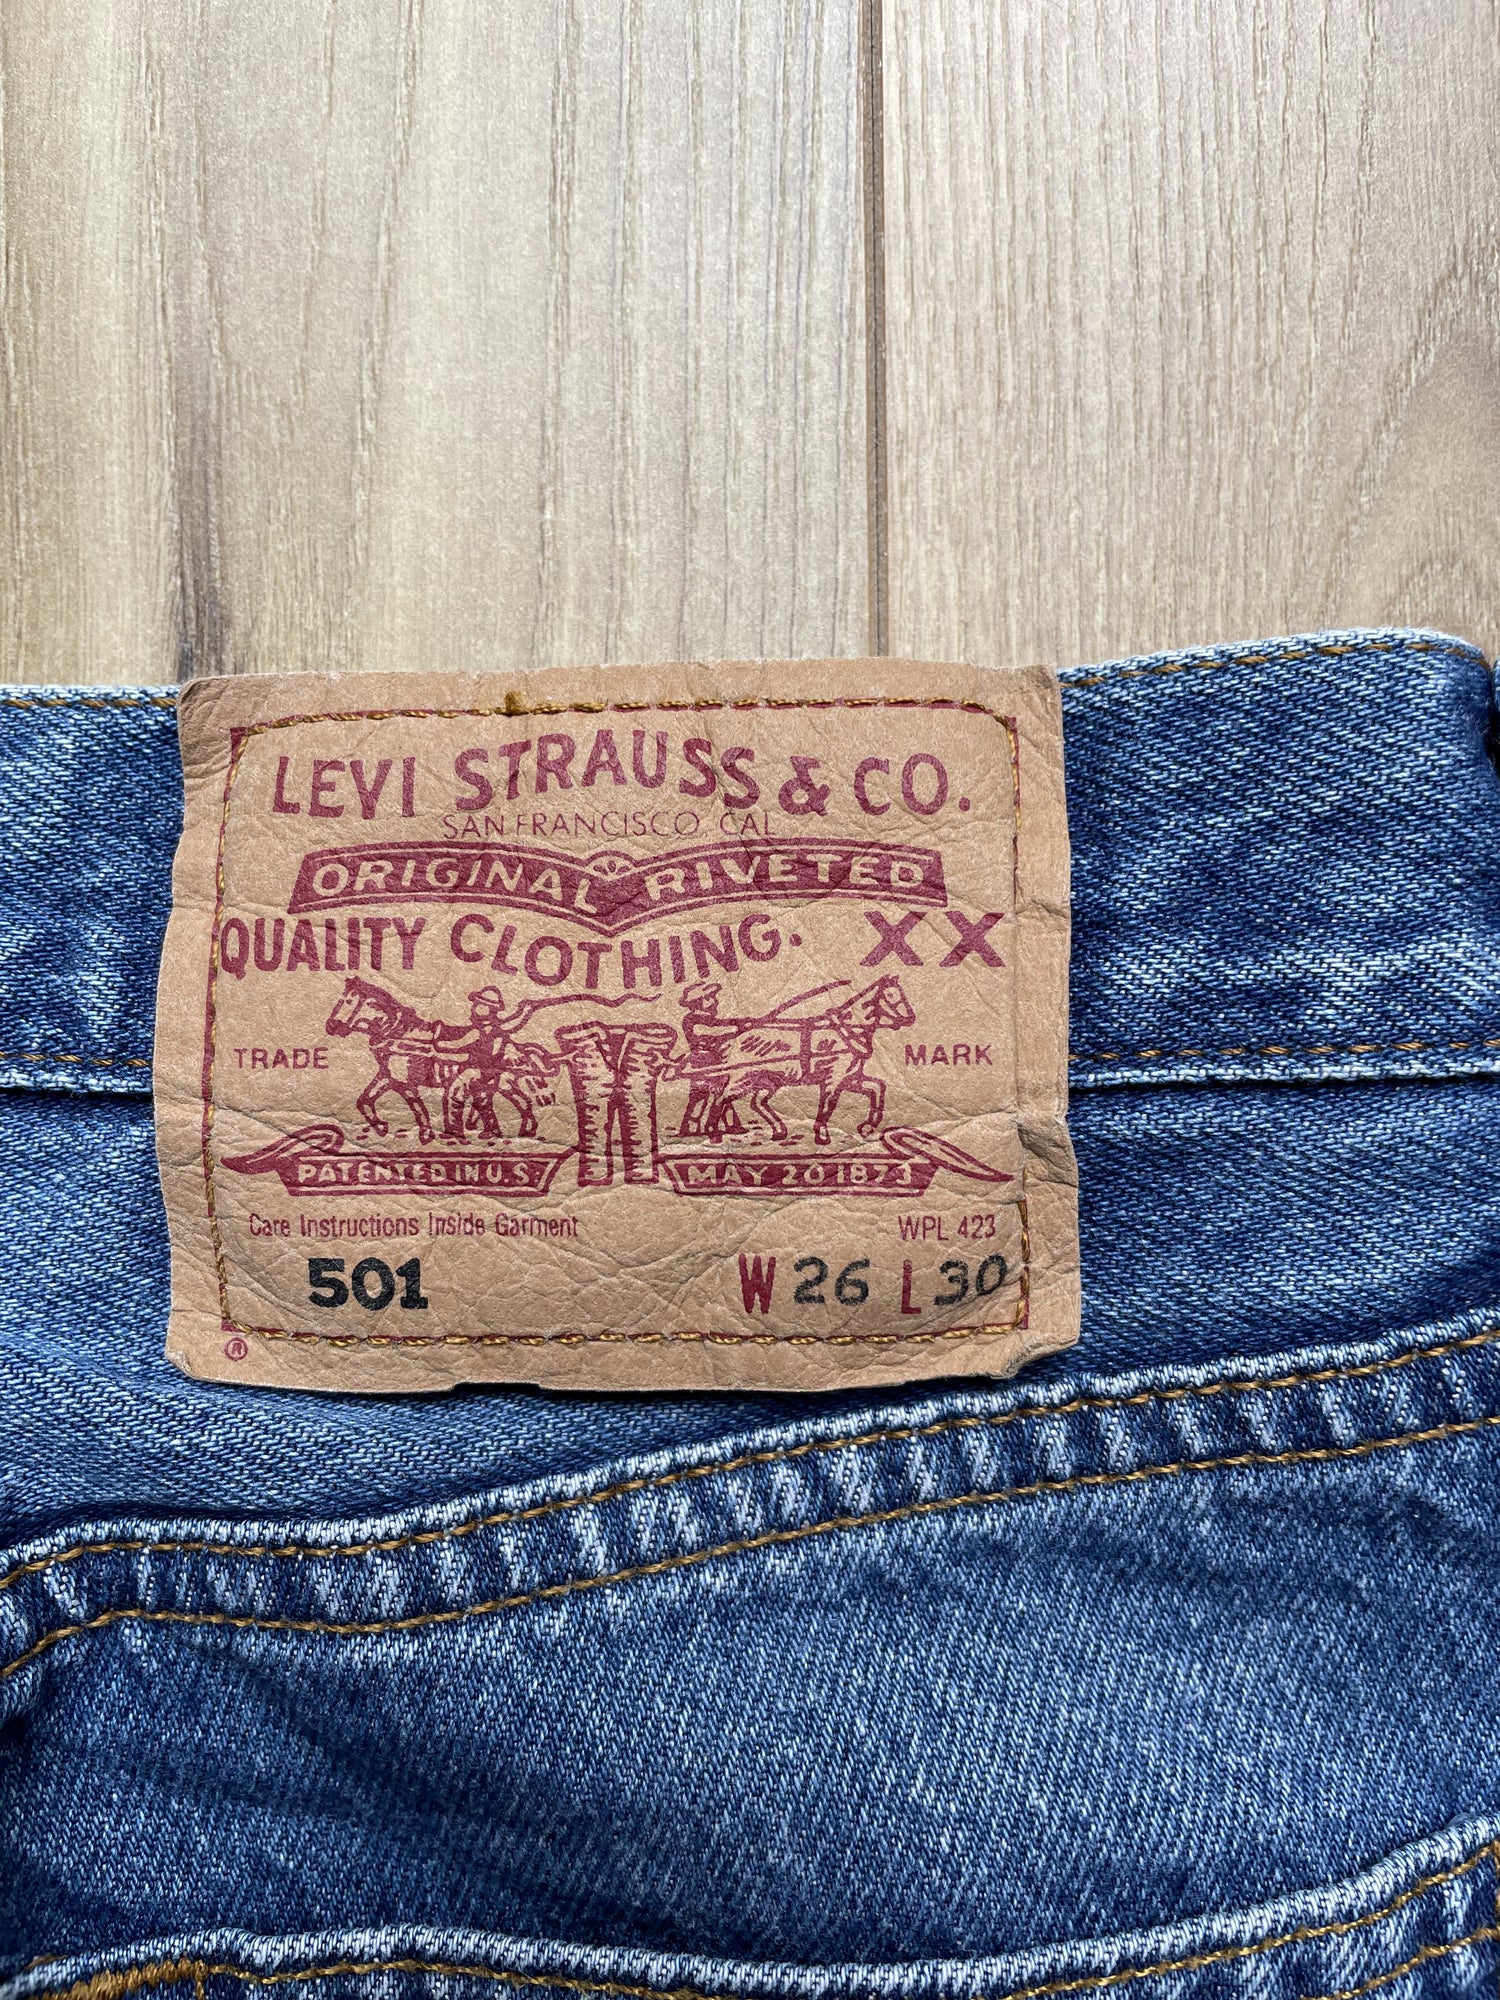 LEVI STRAUSS & CO.
SAN FRANCISCO, CAL
ORIGINAL RIVETED
QUALITY CLOTHING. XX
TRADE MARK
PATENTED IN U.S. MAY 20 1873
Care Instructions Inside Garment WPL 423
501 W 26 L 30
®